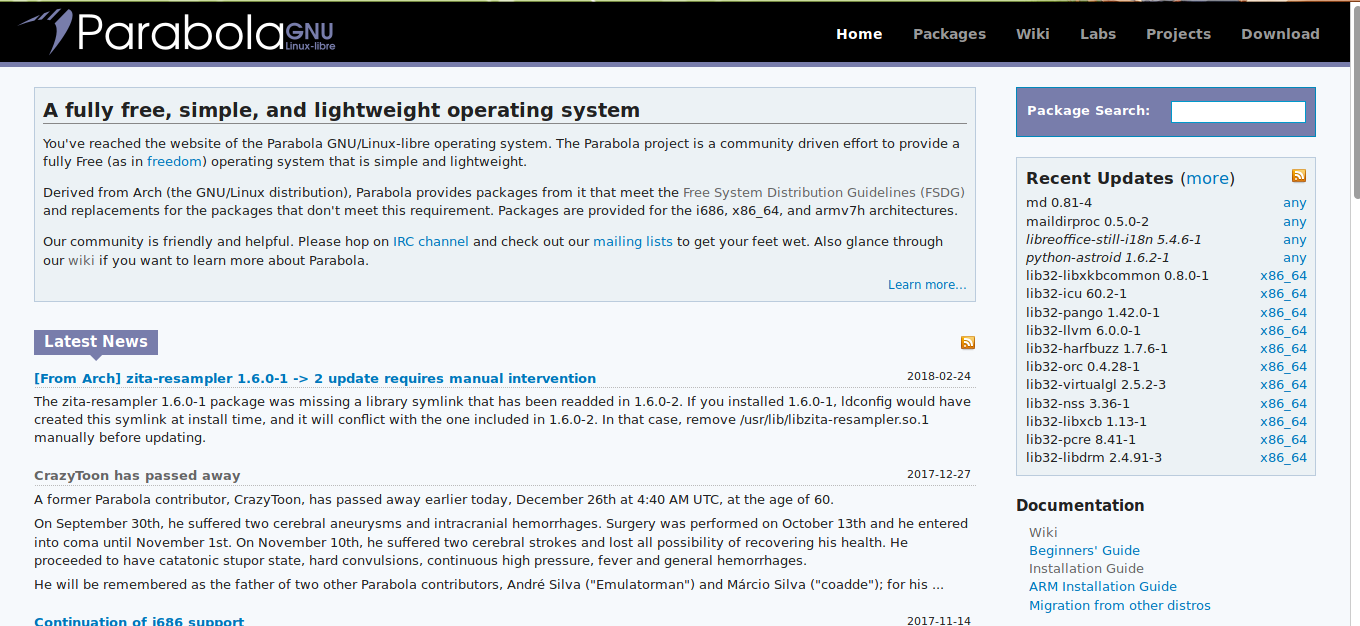 Parabola GNU Linux-libre
Home Packages Wiki Labs Projects Download
A fully free, simple, and lightweight operating system
You've reached the website of the Parabola GNU/Linux-libre operating system. The Parabola project is a community driven effort to provide a
fully Free (as in freedom) operating system that is simple and lightweight.
Derived from Arch (the GNU/Linux distribution), Parabola provides packages from it that meet the Free System Distribution Guidelines (FSDG)
and replacements for the packages that don't meet this requirement. Packages are provided for the i686, x86_64, and armv7h architectures.
Our community is friendly and helpful. Please hop on IRC channel and check out our mailing lists to get your feet wet. Also glance through
our wiki if you want to learn more about Parabola.
Learn more...
Latest News
[From Arch] zita-resampler 1.6.0-1 -> 2 update requires manual intervention 2018-02-24
The zita-resampler 1.6.0-1 package was missing a library symlink that has been readded in 1.6.0-2. If you installed 1.6.0-1, ldconfig would have
created this symlink at install time, and it will conflict with the one included in 1.6.0-2. In that case, remove /usr/lib/libzita-resampler.so.1
manually before updating.
CrazyToon has passed away 2017-12-27
A former Parabola contributor, CrazyToon, has passed away earlier today, December 26th at 4:40 AM UTC, at the age of 60.
On September 30th, he suffered two cerebral aneurysms and intracranial hemorrhages. Surgery was performed on October 13th and he entered
into coma until November 1st. On November 10th, he suffered two cerebral strokes and lost all possibility of recovering his health. He
proceeded to have catatonic stupor state, hard convulsions, continuous high pressure, fever and general hemorrhages.
He will be remembered as the father of two other Parabola contributors, André Silva ("Emulatorman") and Márcio Silva ("coadde"); for his ...
Continuation of i686 support 2017-11-14
Package Search:
Recent Updates (more)
md 0.81-4 any
maildirproc 0.5.0-2 any
libreoffice-still-i18n 5.4.6-1 any
python-astroid 1.6.2-1 any
lib32-libxkbcommon 0.8.0-1 x86_64
lib32-icu 60.2-1 x86_64
lib32-pango 1.42.0-1 x86_64
lib32-llvm 6.0.0-1 x86_64
lib32-harfbuzz 1.7.6-1 x86_64
lib32-orc 0.4.28-1 x86_64
lib32-virtualgl 2.5.2-3 x86_64
lib32-nss 3.36-1 x86_64
lib32-libxcb 1.13-1 x86_64
lib32-pcre 8.41-1 x86_64
lib32-libdrm 2.4.91-3 x86_64
Documentation
Wiki
Beginners' Guide
Installation Guide
ARM Installation Guide
Migration from other distros